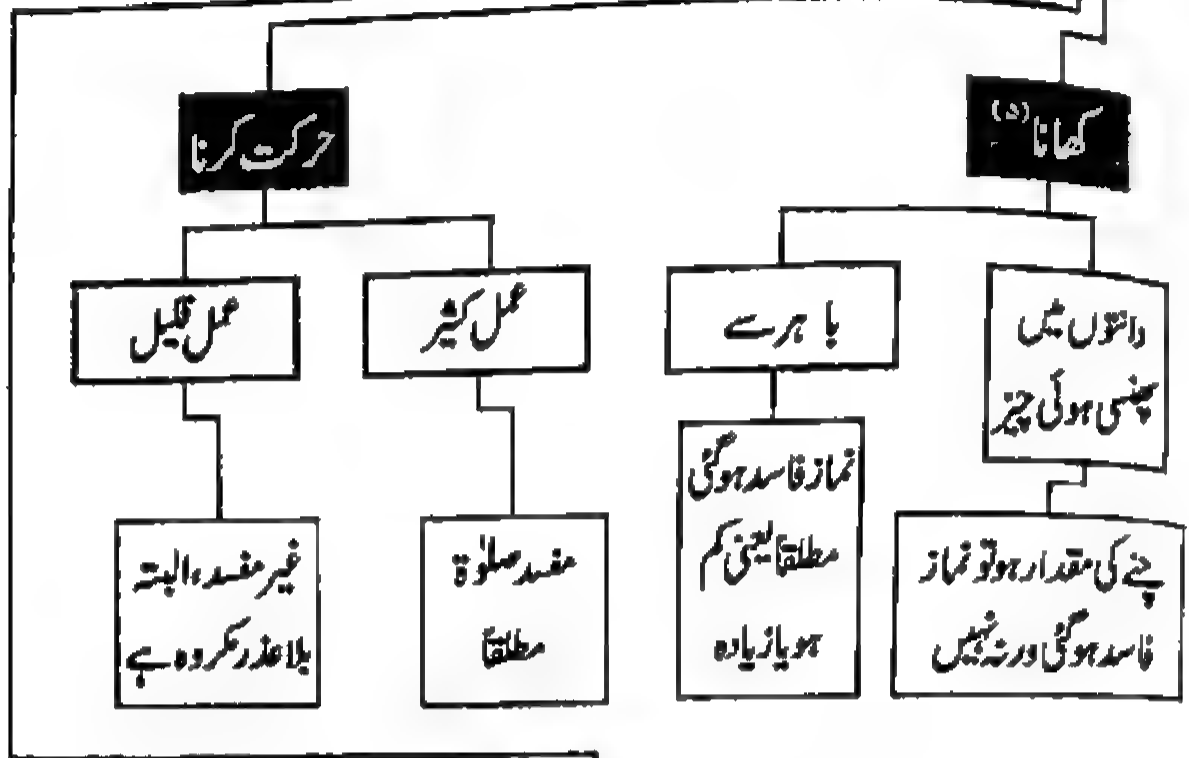 کھانا (۵)
دانتوں میں
پھنسی ہوئی چیز
چنے کی مقدار ہو تو نماز
فاسد ہوگئی ورنہ نہیں
باہر سے
نماز فاسد ہوگئی
مطلقاً یعنی کم
ہو یا زیادہ
حرکت کرنا
عمل کثیر
مفسد صلوٰۃ
مطلقاً
عمل قلیل
غیر مفسد، البتہ
بلا عذر مکروہ ہے